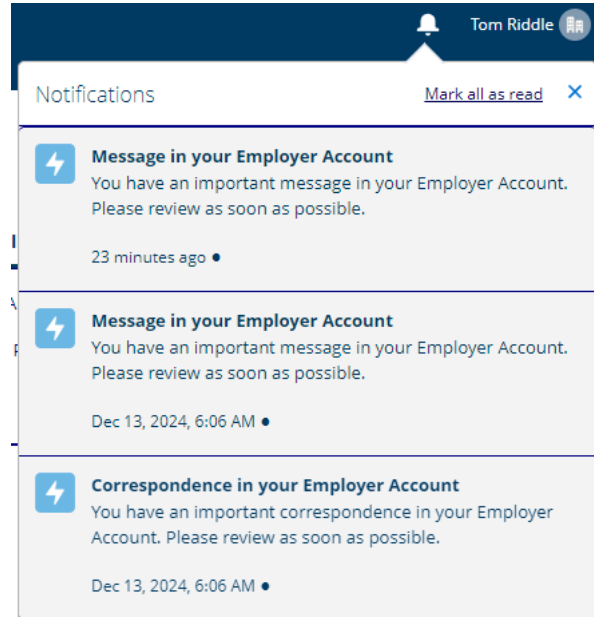 Tom Riddle
Notifications
Mark all as read
Message in your Employer Account
You have an important message in your Employer Account.
Please review as soon as possible.
23 minutes ago
Message in your Employer Account
You have an important message in your Employer Account.
Please review as soon as possible.
Dec 13, 2024, 6:06 AM
Correspondence in your Employer Account
You have an important correspondence in your Employer
Account. Please review as soon as possible.
Dec 13, 2024, 6:06 AM